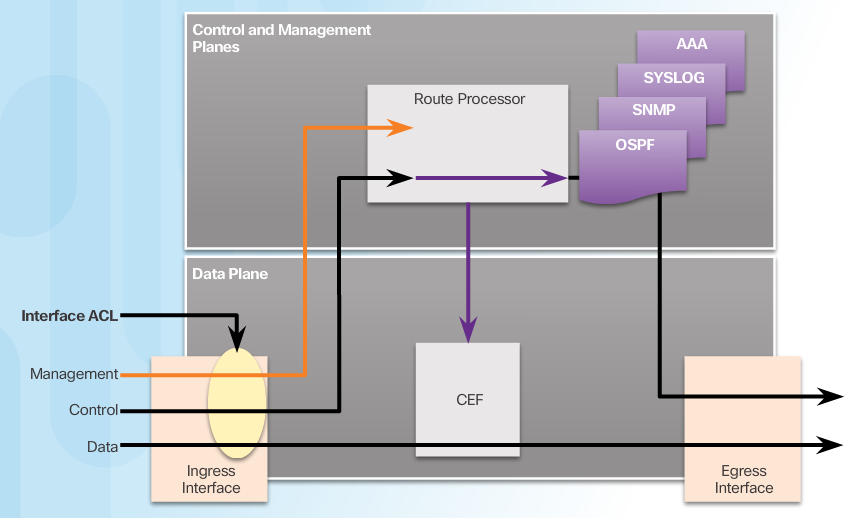 Control and Management
Planes
AAA
SYSLOG
SNMP
OSPF
Route Processor
Data Plane
Interface ACL
Management
Control
Data
CEF
Ingress
Interface
Egress
Interface